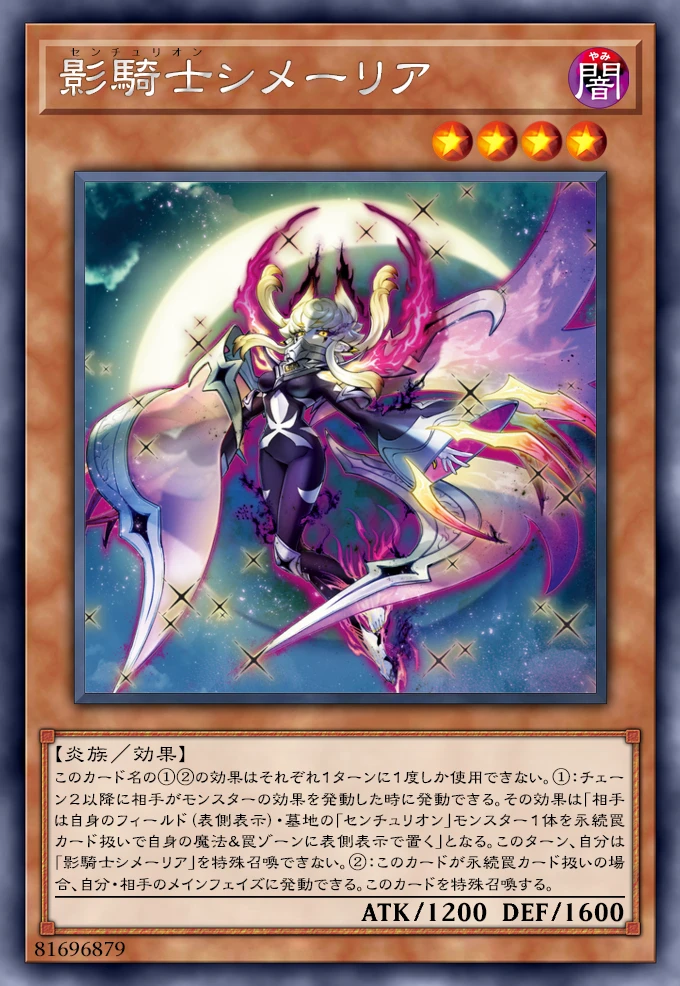 センチュリオン
影騎士シメーリア
やみ
闇
【炎族／効果】
このカード名の①②の効果はそれぞれ1ターンに1度しか使用できない。①:チェー
ン2以降に相手がモンスターの効果を発動した時に発動できる。その効果は「相手
は自身のフィールド(表側表示)・墓地の「センチュリオン」モンスター1体を永続罠
カード扱いで自身の魔法&罠ゾーンに表側表示で置く」となる。このターン、自分は
「影騎士シメーリア」を特殊召喚できない。②:このカードが永続罠カード扱いの場
合、自分・相手のメインフェイズに発動できる。このカードを特殊召喚する。
ATK/1200 DEF/1600
81696879